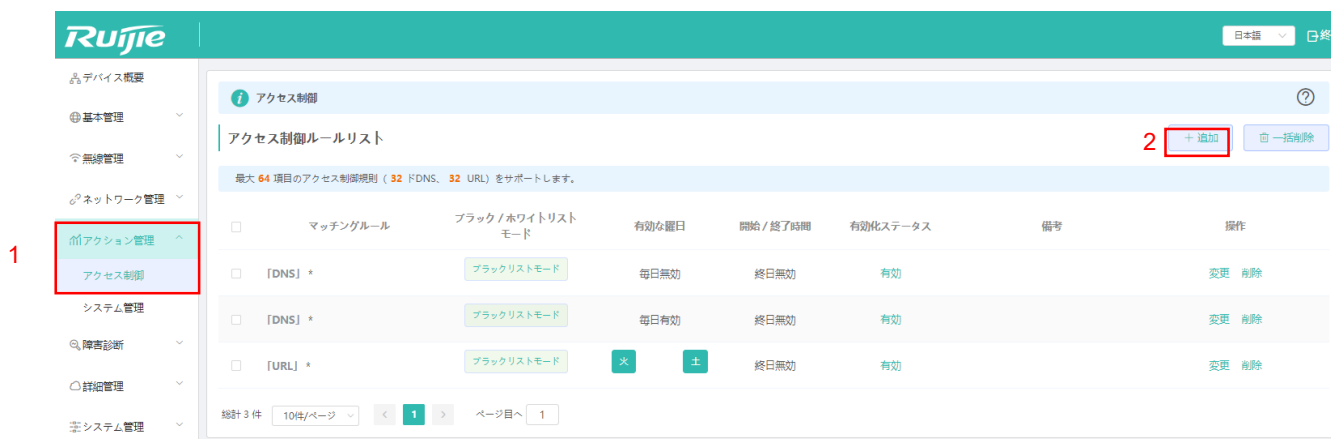 Ruijie
日本語
終
デバイス概要
基本管理
無線管理
ネットワーク管理
1
アクション管理
アクセス制御
システム管理
障害診断
詳細管理
システム管理
アクセス制御
アクセス制御ルールリスト
2
+ 追加
一括削除
最大 64 項目のアクセス制御規則（ 32 ドDNS、 32 URL）をサポートします。
マッチングルール
ブラック / ホワイトリスト
モード
有効な曜日
開始 / 終了時間
有効化ステータス
備考
操作
「DNS」 *
ブラックリストモード
毎日無効
終日無効
有効
変更 削除
「DNS」 *
ブラックリストモード
毎日有効
終日無効
有効
変更 削除
「URL」 *
ブラックリストモード
火
土
終日無効
有効
変更 削除
総計 3 件
10件/ページ
< 1 >
ページ目へ 1